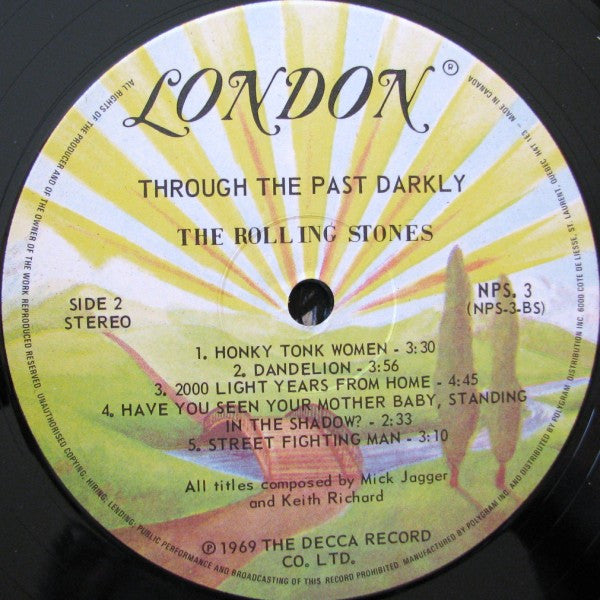 LONDON®
THROUGH THE PAST DARKLY
THE ROLLING STONES
SIDE 2
STEREO
NPS. 3
(NPS-3-BS)
1. HONKY TONK WOMEN - 3:30
2. DANDELION - 3:56
3. 2000 LIGHT YEARS FROM HOME - 4:45
4. HAVE YOU SEEN YOUR MOTHER BABY, STANDING
IN THE SHADOW? - 2:33
5. STREET FIGHTING MAN - 3:10
All titles composed by Mick Jagger
and Keith Richard
℗ 1969 THE DECCA RECORD
CO. LTD.
ALL RIGHTS OF THE PRODUCER AND OF THE OWNER OF THE WORK REPRODUCED RESERVED. UNAUTHORISED COPYING, HIRING, LENDING, PUBLIC PERFORMANCE AND BROADCASTING OF THIS RECORD PROHIBITED. MANUFACTURED BY POLYGRAM INC. AND DISTRIBUTED BY POLYGRAM DISTRIBUTION INC. 6000 COTE DE LIESSE, ST. LAURENT, QUEBEC, H4T 1E3 - MADE IN CANADA